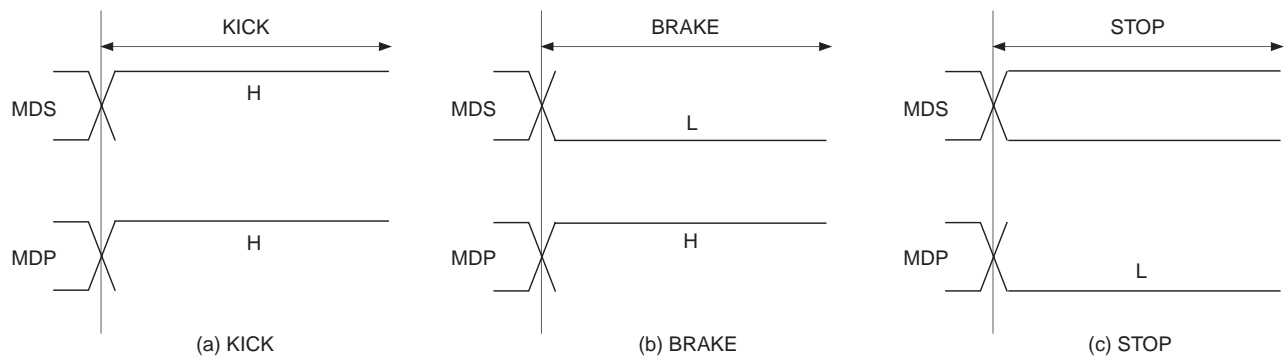 KICK
MDS
H
MDP
H
(a) KICK
BRAKE
MDS
L
MDP
H
(b) BRAKE
STOP
MDS
MDP
L
(c) STOP